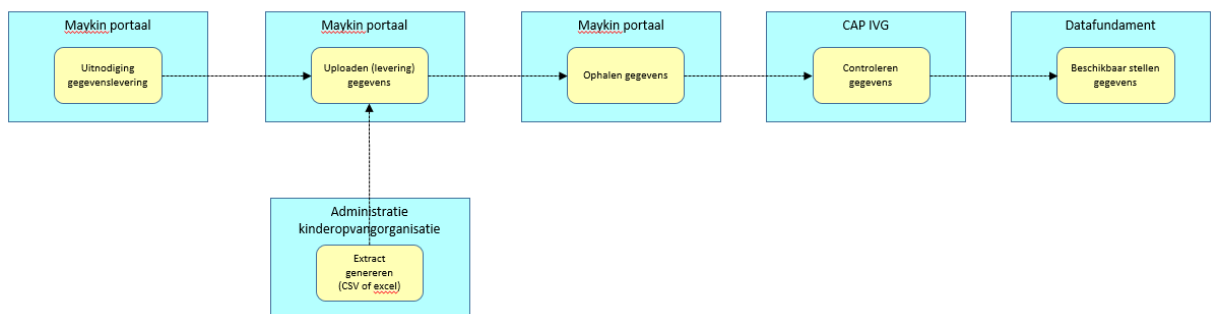 Maykin portaal
Uitnodiging
gegevenslevering
Maykin portaal
Uploaden (levering)
gegevens
Maykin portaal
Ophalen gegevens
CAP IVG
Controleren
gegevens
Datafundament
Beschikbaar stellen
gegevens
Administratie
kinderopvangorganisatie
Extract
genereren
(CSV of excel)